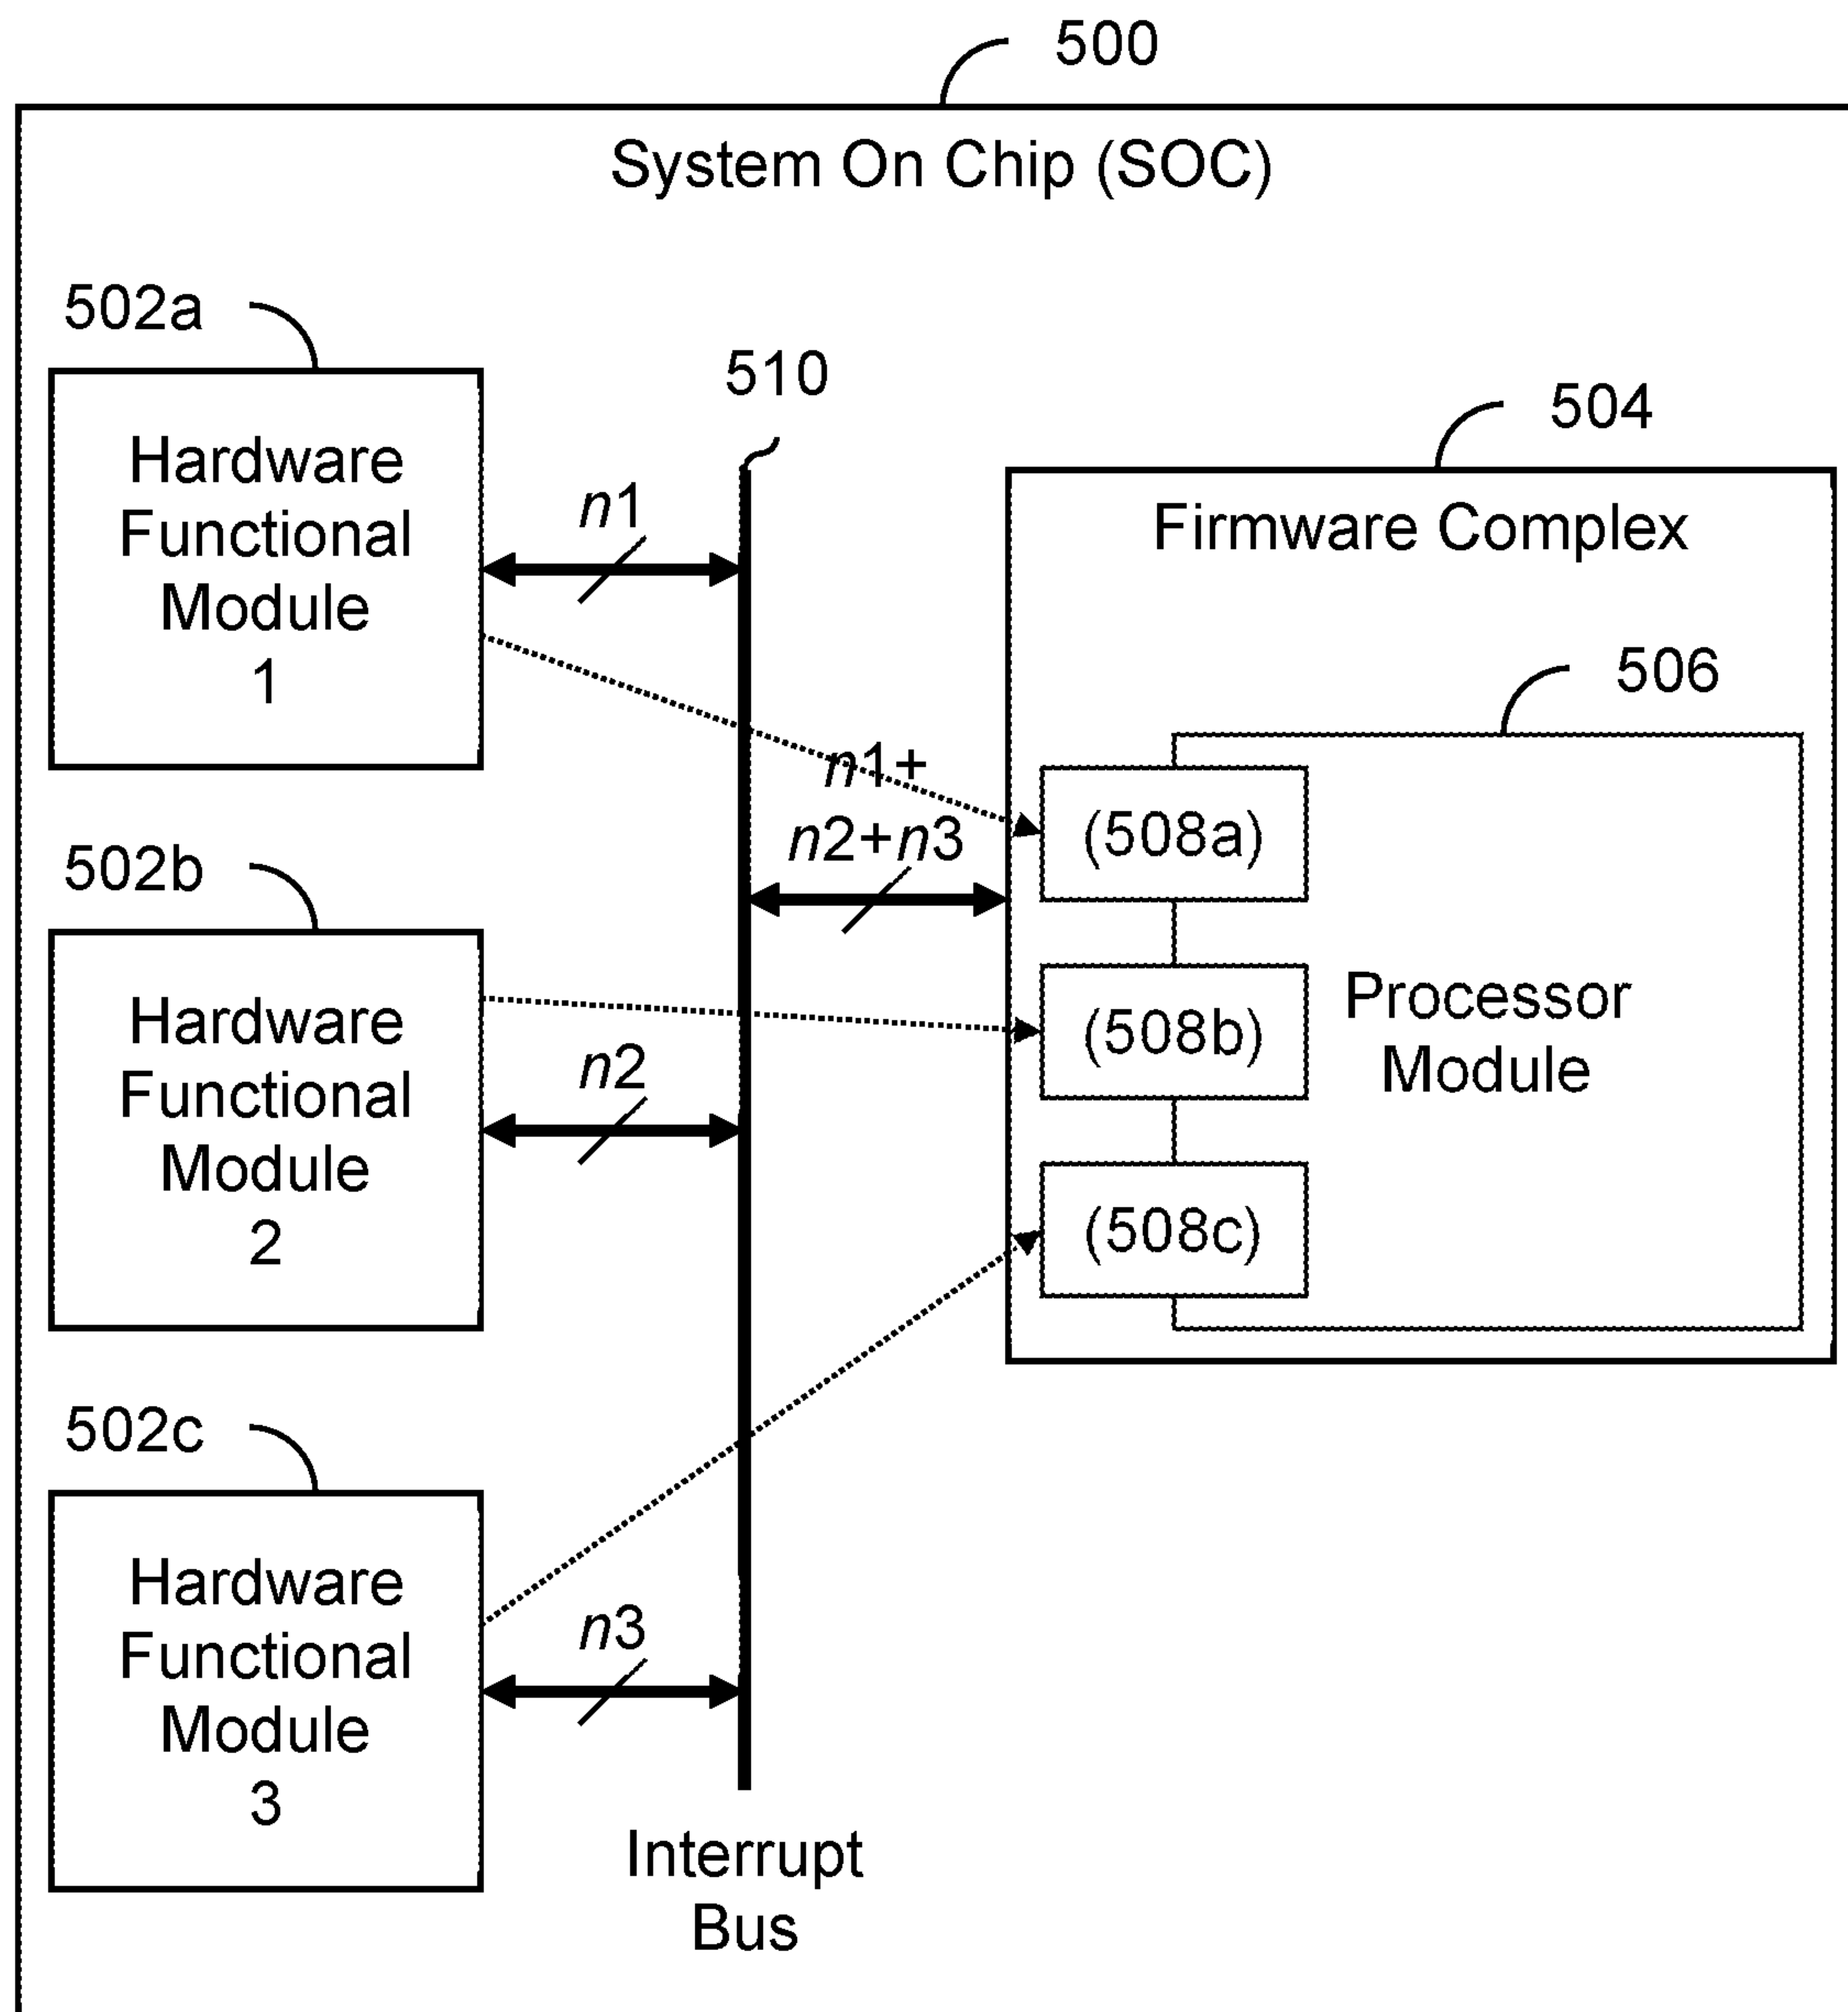 500
System On Chip (SOC)
502a
Hardware
Functional
Module
1
510
n1
504
Firmware Complex
506
n1+
n2+n3
(508a)
502b
Hardware
Functional
Module
2
n2
(508b)
Processor
Module
(508c)
502c
Hardware
Functional
Module
3
n3
Interrupt
Bus